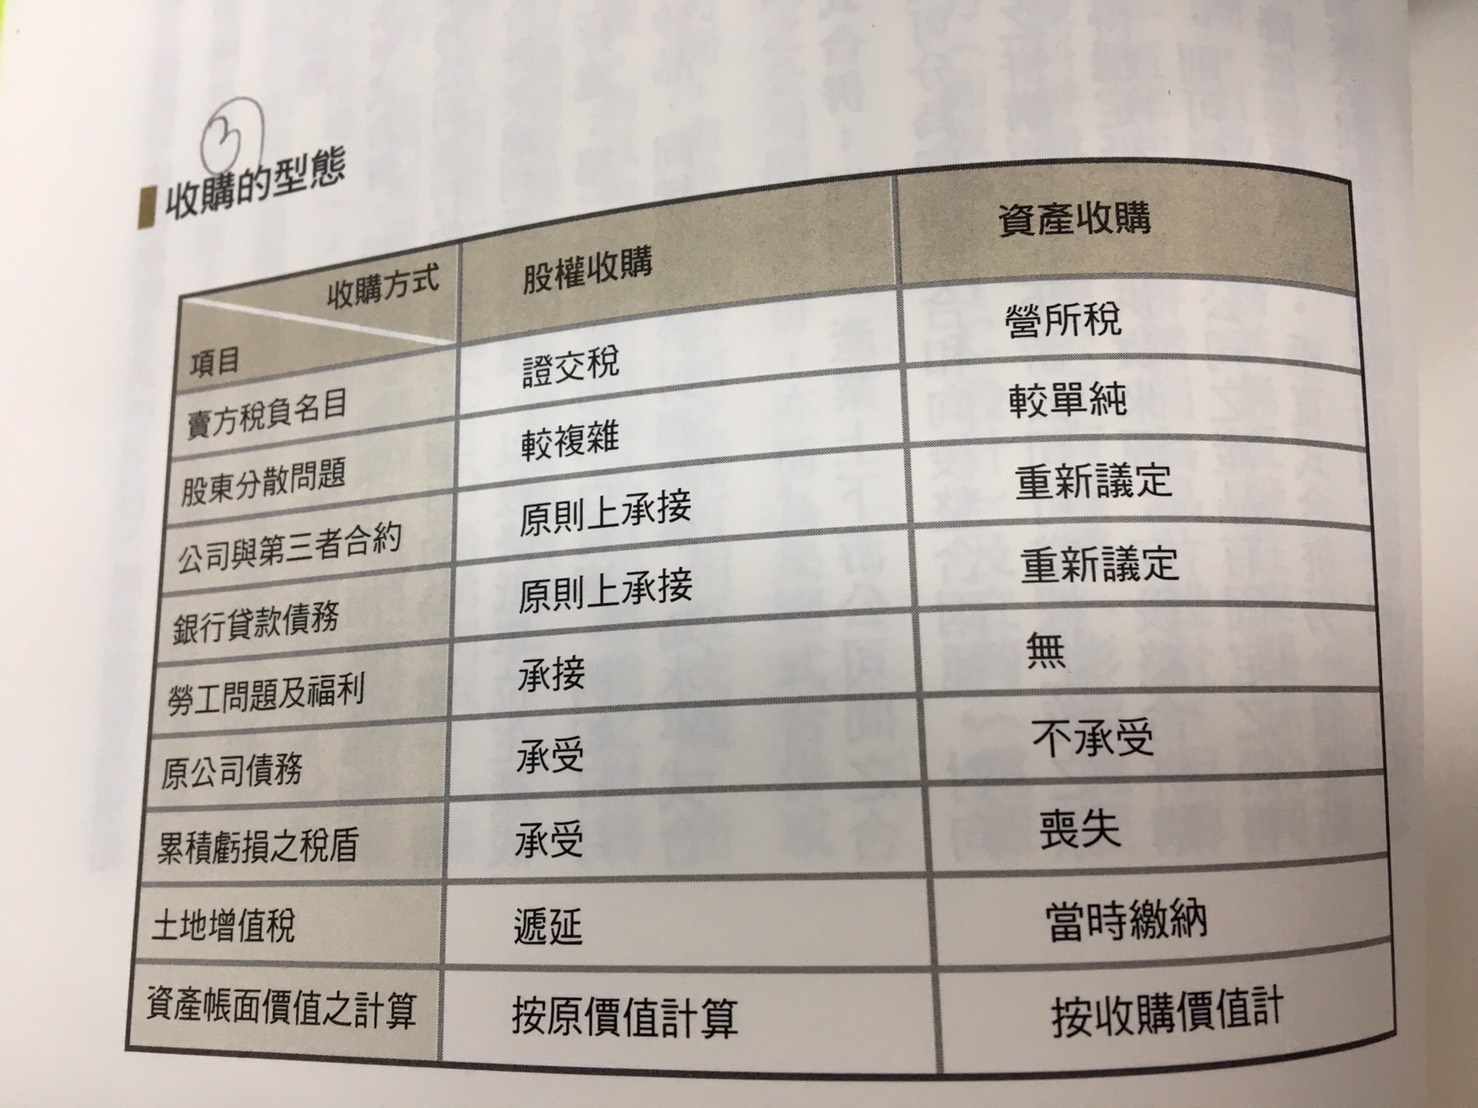 ③
收購的型態
收購方式 股權收購 資產收購
項目
賣方稅負名目 證交稅 營所稅
股東分散問題 較複雜 較單純
公司與第三者合約 原則上承接 重新議定
銀行貸款債務 原則上承接 重新議定
勞工問題及福利 承接 無
原公司債務 承受 不承受
累積虧損之稅盾 承受 喪失
土地增值稅 遞延 當時繳納
資產帳面價值之計算 按原價值計算 按收購價值計